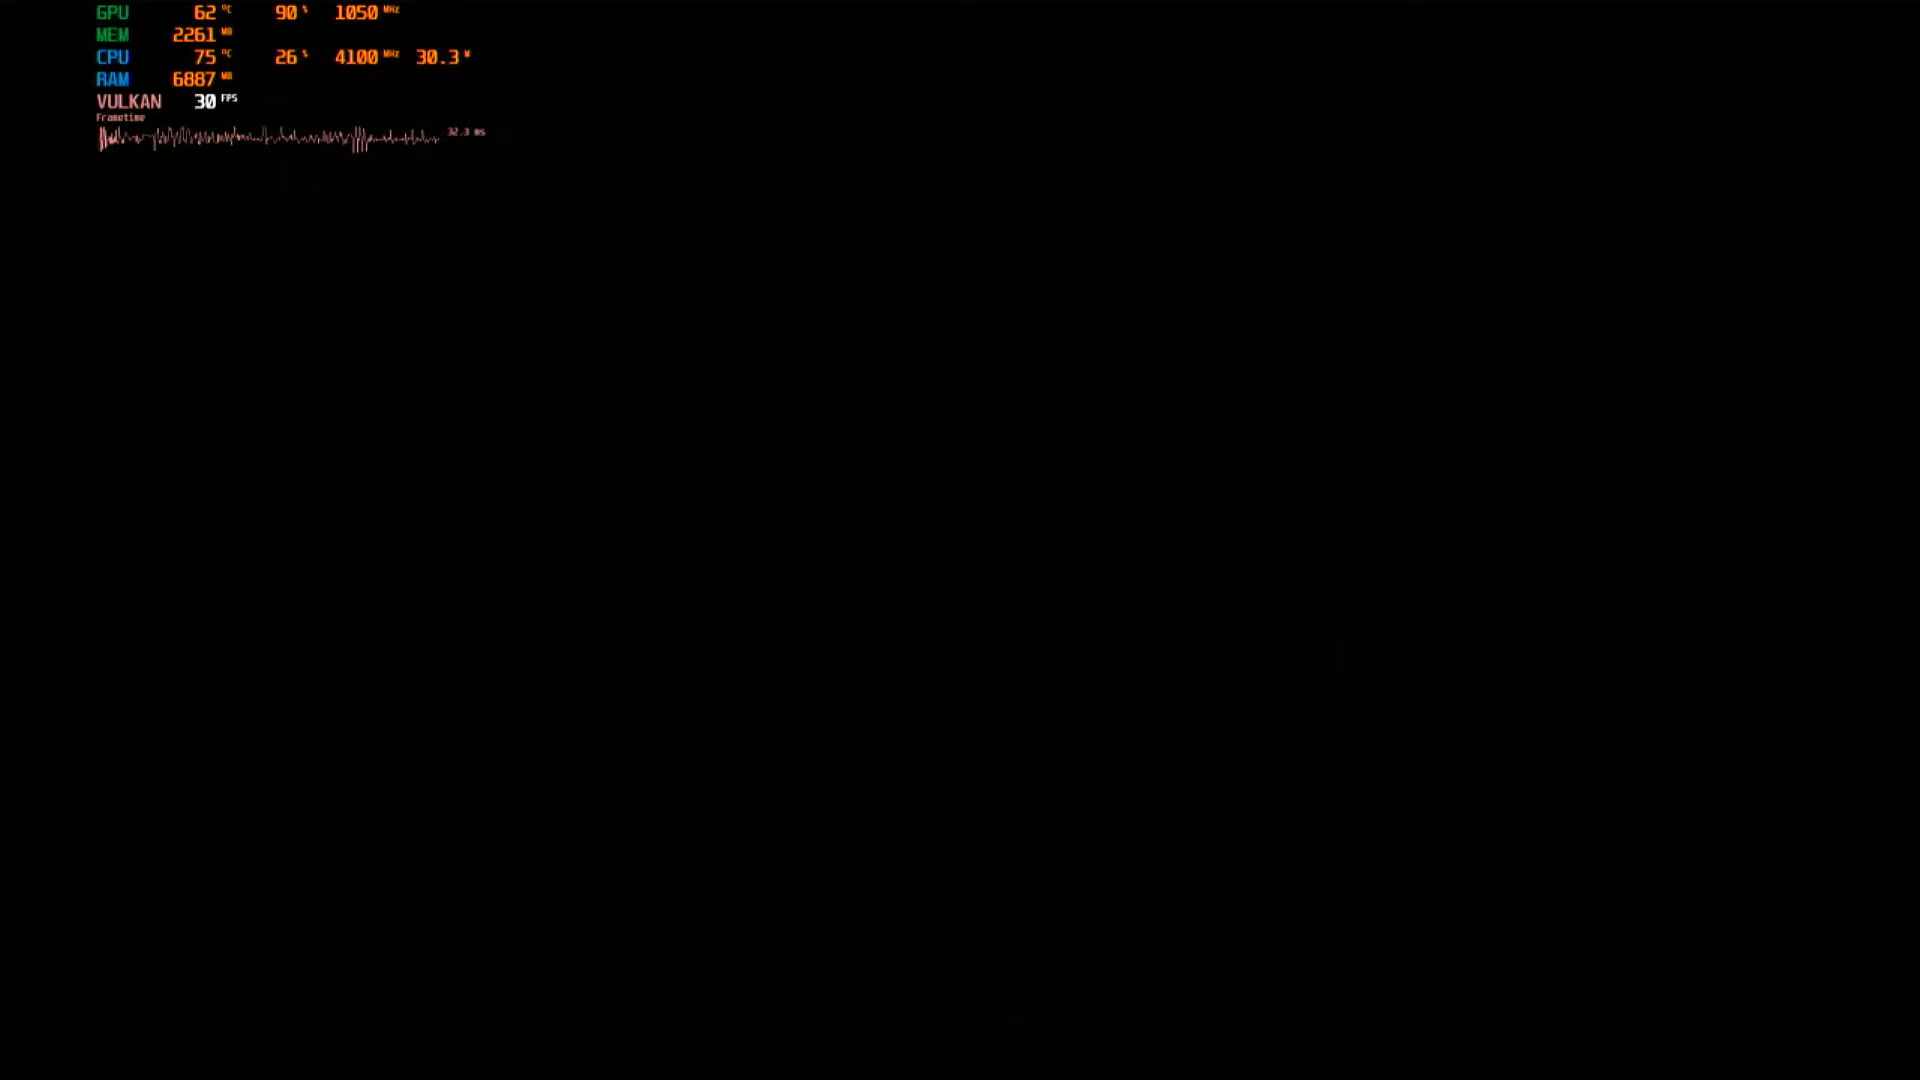 GPU 62 °C 90 % 1050 MHz
MEM 2261 MB
CPU 75 °C 26 % 4100 MHz 30.3 W
RAM 6887 MB
VULKAN 30 FPS
Frametime
32.3 ms